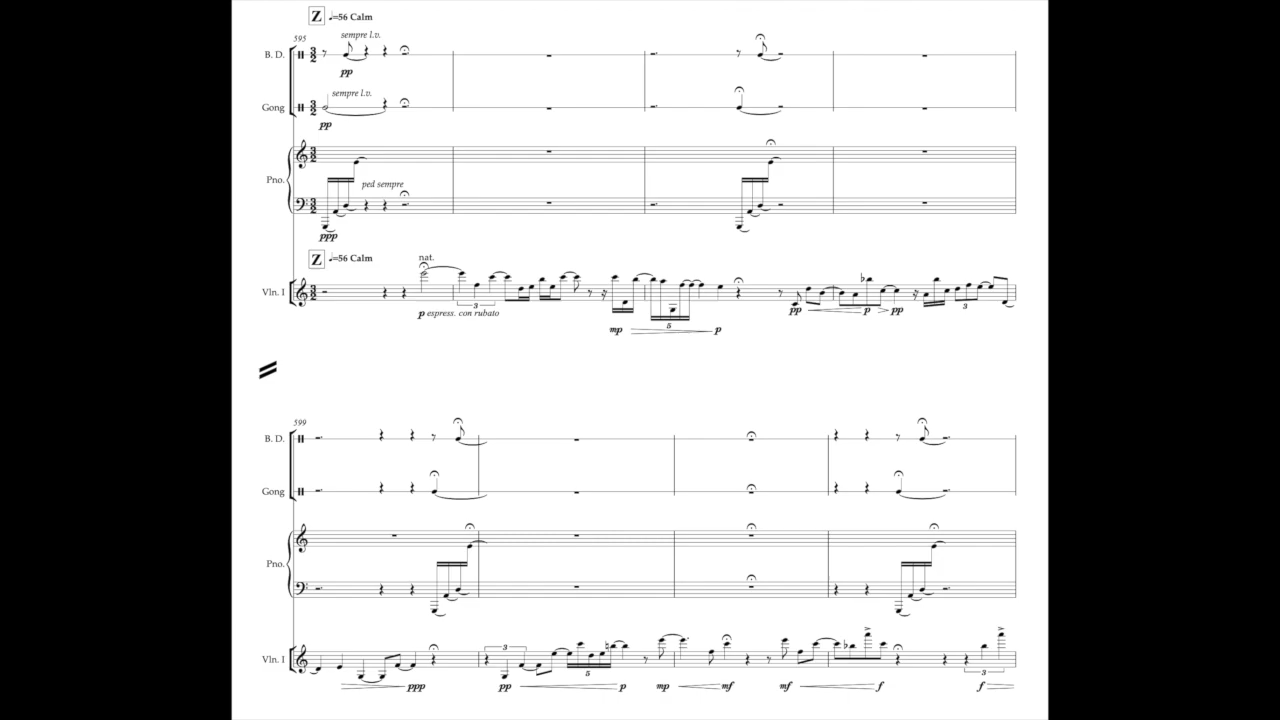 Z ♩=56 Calm
595
sempre l.v.
B. D.
pp
sempre l.v.
Gong
pp
Pno.
ped sempre
ppp
Z ♩=56 Calm
nat.
Vln. I
3
p espress. con rubato
mp
5
p
pp
p
pp
3
599
B. D.
Gong
Pno.
Vln. I
ppp
3
pp
5
p
mp
mf
mf
f
3
f